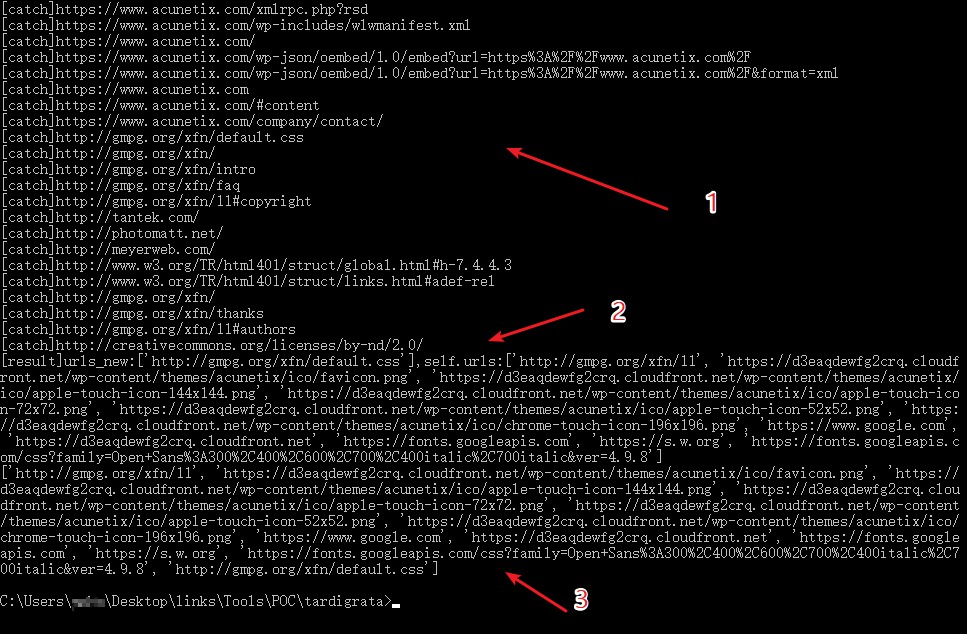 [catch]https://www.acunetix.com/xmlrpc.php?rsd
[catch]https://www.acunetix.com/wp-includes/wlwmanifest.xml
[catch]https://www.acunetix.com/
[catch]https://www.acunetix.com/wp-json/oembed/1.0/embed?url=https%3A%2F%2Fwww.acunetix.com%2F
[catch]https://www.acunetix.com/wp-json/oembed/1.0/embed?url=https%3A%2F%2Fwww.acunetix.com%2F&format=xml
[catch]https://www.acunetix.com
[catch]https://www.acunetix.com/#content
[catch]https://www.acunetix.com/company/contact/
[catch]http://gmpg.org/xfn/default.css
[catch]http://gmpg.org/xfn/
[catch]http://gmpg.org/xfn/intro
[catch]http://gmpg.org/xfn/faq
[catch]http://gmpg.org/xfn/11#copyright
1
[catch]http://tantek.com/
[catch]http://photomatt.net/
[catch]http://meyerweb.com/
[catch]http://www.w3.org/TR/html401/struct/global.html#h-7.4.4.3
[catch]http://www.w3.org/TR/html401/struct/links.html#adef-rel
[catch]http://gmpg.org/xfn/
[catch]http://gmpg.org/xfn/thanks
2
[catch]http://gmpg.org/xfn/11#authors
[catch]http://creativecommons.org/licenses/by-nd/2.0/
[result]urls_new:['http://gmpg.org/xfn/default.css'],self.urls:['http://gmpg.org/xfn/11', 'https://d3eaqdewfg2crq.cloudf
ront.net/wp-content/themes/acunetix/ico/favicon.png', 'https://d3eaqdewfg2crq.cloudfront.net/wp-content/themes/acunetix/
ico/apple-touch-icon-144x144.png', 'https://d3eaqdewfg2crq.cloudfront.net/wp-content/themes/acunetix/ico/apple-touch-ico
n-72x72.png', 'https://d3eaqdewfg2crq.cloudfront.net/wp-content/themes/acunetix/ico/apple-touch-icon-52x52.png', 'https:
//d3eaqdewfg2crq.cloudfront.net/wp-content/themes/acunetix/ico/chrome-touch-icon-196x196.png', 'https://www.google.com',
 'https://d3eaqdewfg2crq.cloudfront.net', 'https://fonts.googleapis.com', 'https://s.w.org', 'https://fonts.googleapis.c
om/css?family=Open+Sans%3A300%2C400%2C600%2C700%2C400italic%2C700italic&ver=4.9.8']
['http://gmpg.org/xfn/11', 'https://d3eaqdewfg2crq.cloudfront.net/wp-content/themes/acunetix/ico/favicon.png', 'https://
d3eaqdewfg2crq.cloudfront.net/wp-content/themes/acunetix/ico/apple-touch-icon-144x144.png', 'https://d3eaqdewfg2crq.clou
dfront.net/wp-content/themes/acunetix/ico/apple-touch-icon-72x72.png', 'https://d3eaqdewfg2crq.cloudfront.net/wp-content
/themes/acunetix/ico/apple-touch-icon-52x52.png', 'https://d3eaqdewfg2crq.cloudfront.net/wp-content/themes/acunetix/ico/
chrome-touch-icon-196x196.png', 'https://www.google.com', 'https://d3eaqdewfg2crq.cloudfront.net', 'https://fonts.google
apis.com', 'https://s.w.org', 'https://fonts.googleapis.com/css?family=Open+Sans%3A300%2C400%2C600%2C700%2C400italic%2C7
00italic&ver=4.9.8', 'http://gmpg.org/xfn/default.css']
3
C:\Users\ \Desktop\links\Tools\POC\tardigrata>